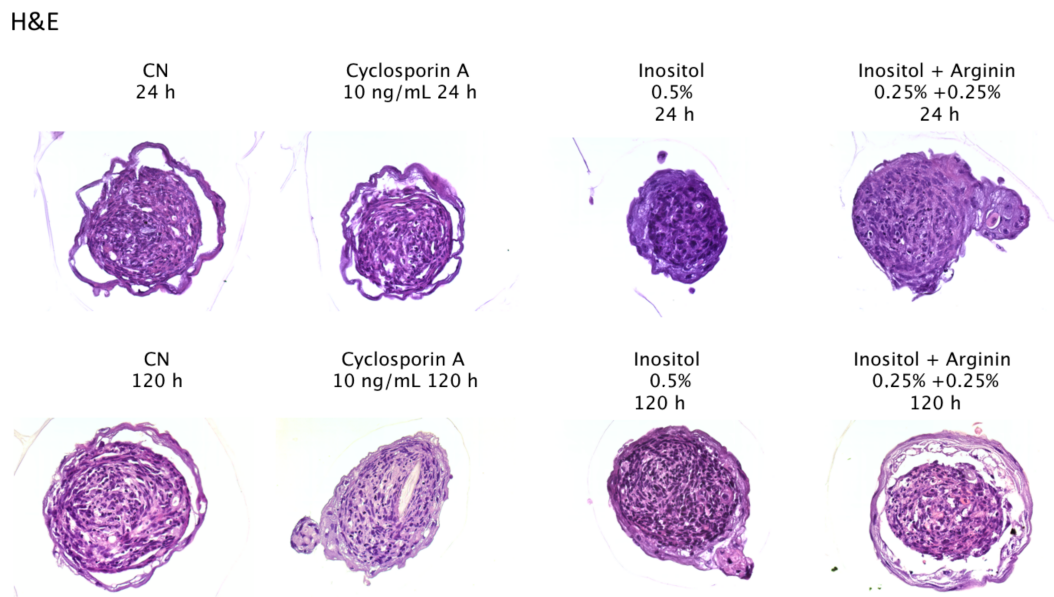 H&E
CN
24 h
Cyclosporin A
10 ng/mL 24 h
Inositol
0.5%
24 h
Inositol + Arginin
0.25% +0.25%
24 h
CN
120 h
Cyclosporin A
10 ng/mL 120 h
Inositol
0.5%
120 h
Inositol + Arginin
0.25% +0.25%
120 h